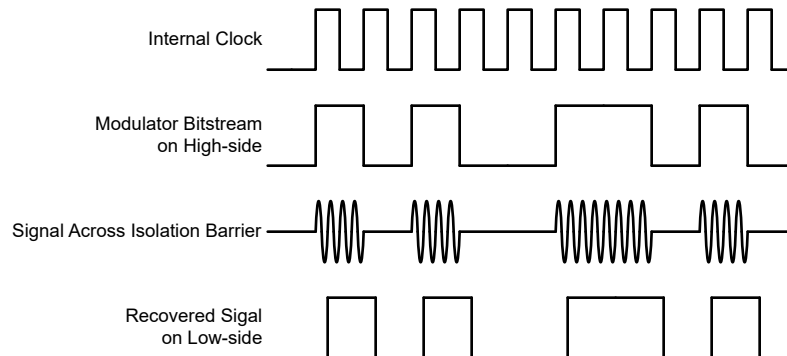 Internal Clock
Modulator Bitstream
on High-side
Signal Across Isolation Barrier
Recovered Sigal
on Low-side